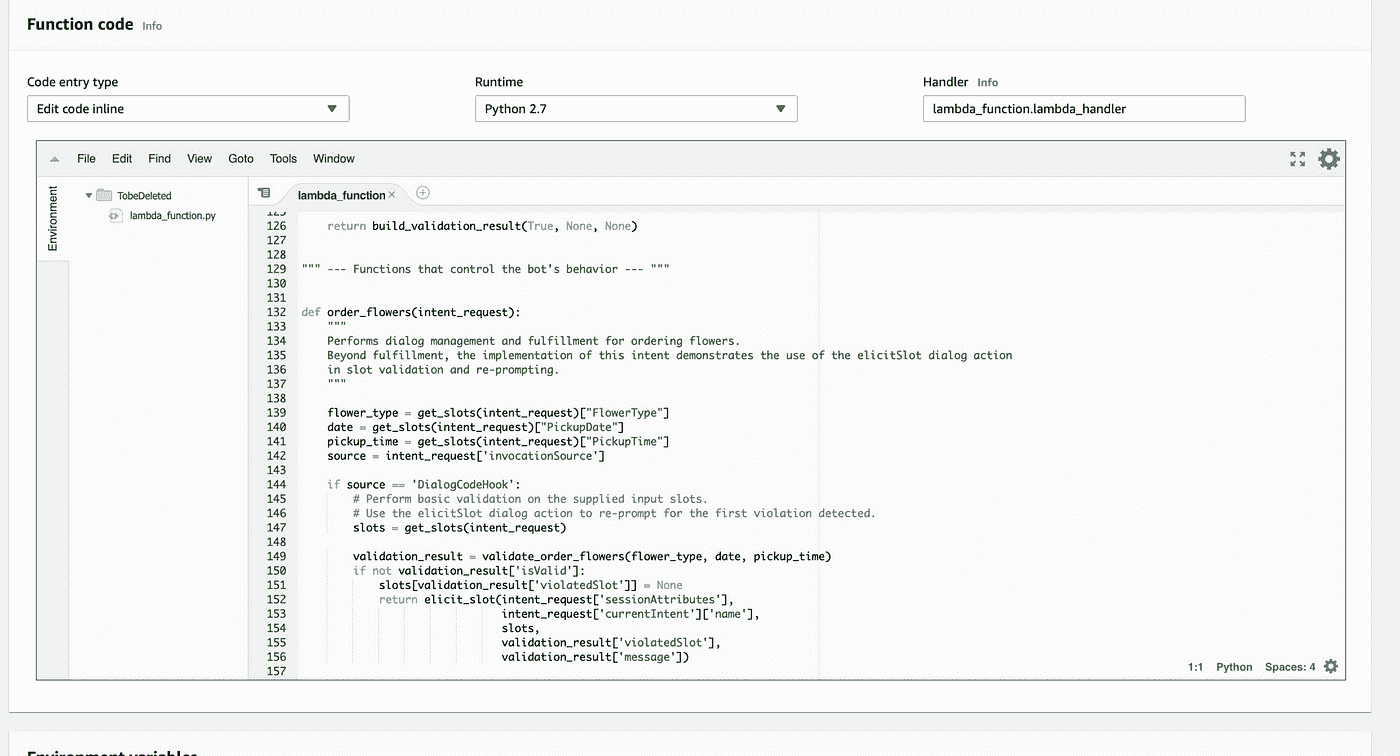 Function code Info
Code entry type Runtime Handler Info
Edit code inline Python 2.7 lambda_function.lambda_handler
File Edit Find View Goto Tools Window
Environment
TobeDeleted
lambda_function.py
lambda_function
125
126     return build_validation_result(True, None, None)
127
128
129 """ --- Functions that control the bot's behavior --- """
130
131
132 def order_flowers(intent_request):
133     """
134     Performs dialog management and fulfillment for ordering flowers.
135     Beyond fulfillment, the implementation of this intent demonstrates the use of the elicitSlot dialog action
136     in slot validation and re-prompting.
137     """
138
139     flower_type = get_slots(intent_request)["FlowerType"]
140     date = get_slots(intent_request)["PickupDate"]
141     pickup_time = get_slots(intent_request)["PickupTime"]
142     source = intent_request['invocationSource']
143
144     if source == 'DialogCodeHook':
145         # Perform basic validation on the supplied input slots.
146         # Use the elicitSlot dialog action to re-prompt for the first violation detected.
147         slots = get_slots(intent_request)
148
149         validation_result = validate_order_flowers(flower_type, date, pickup_time)
150         if not validation_result['isValid']:
151             slots[validation_result['violatedSlot']] = None
152             return elicit_slot(intent_request['sessionAttributes'],
153                                intent_request['currentIntent']['name'],
154                                slots,
155                                validation_result['violatedSlot'],
156                                validation_result['message'])
157
1:1 Python Spaces: 4
Environment variables